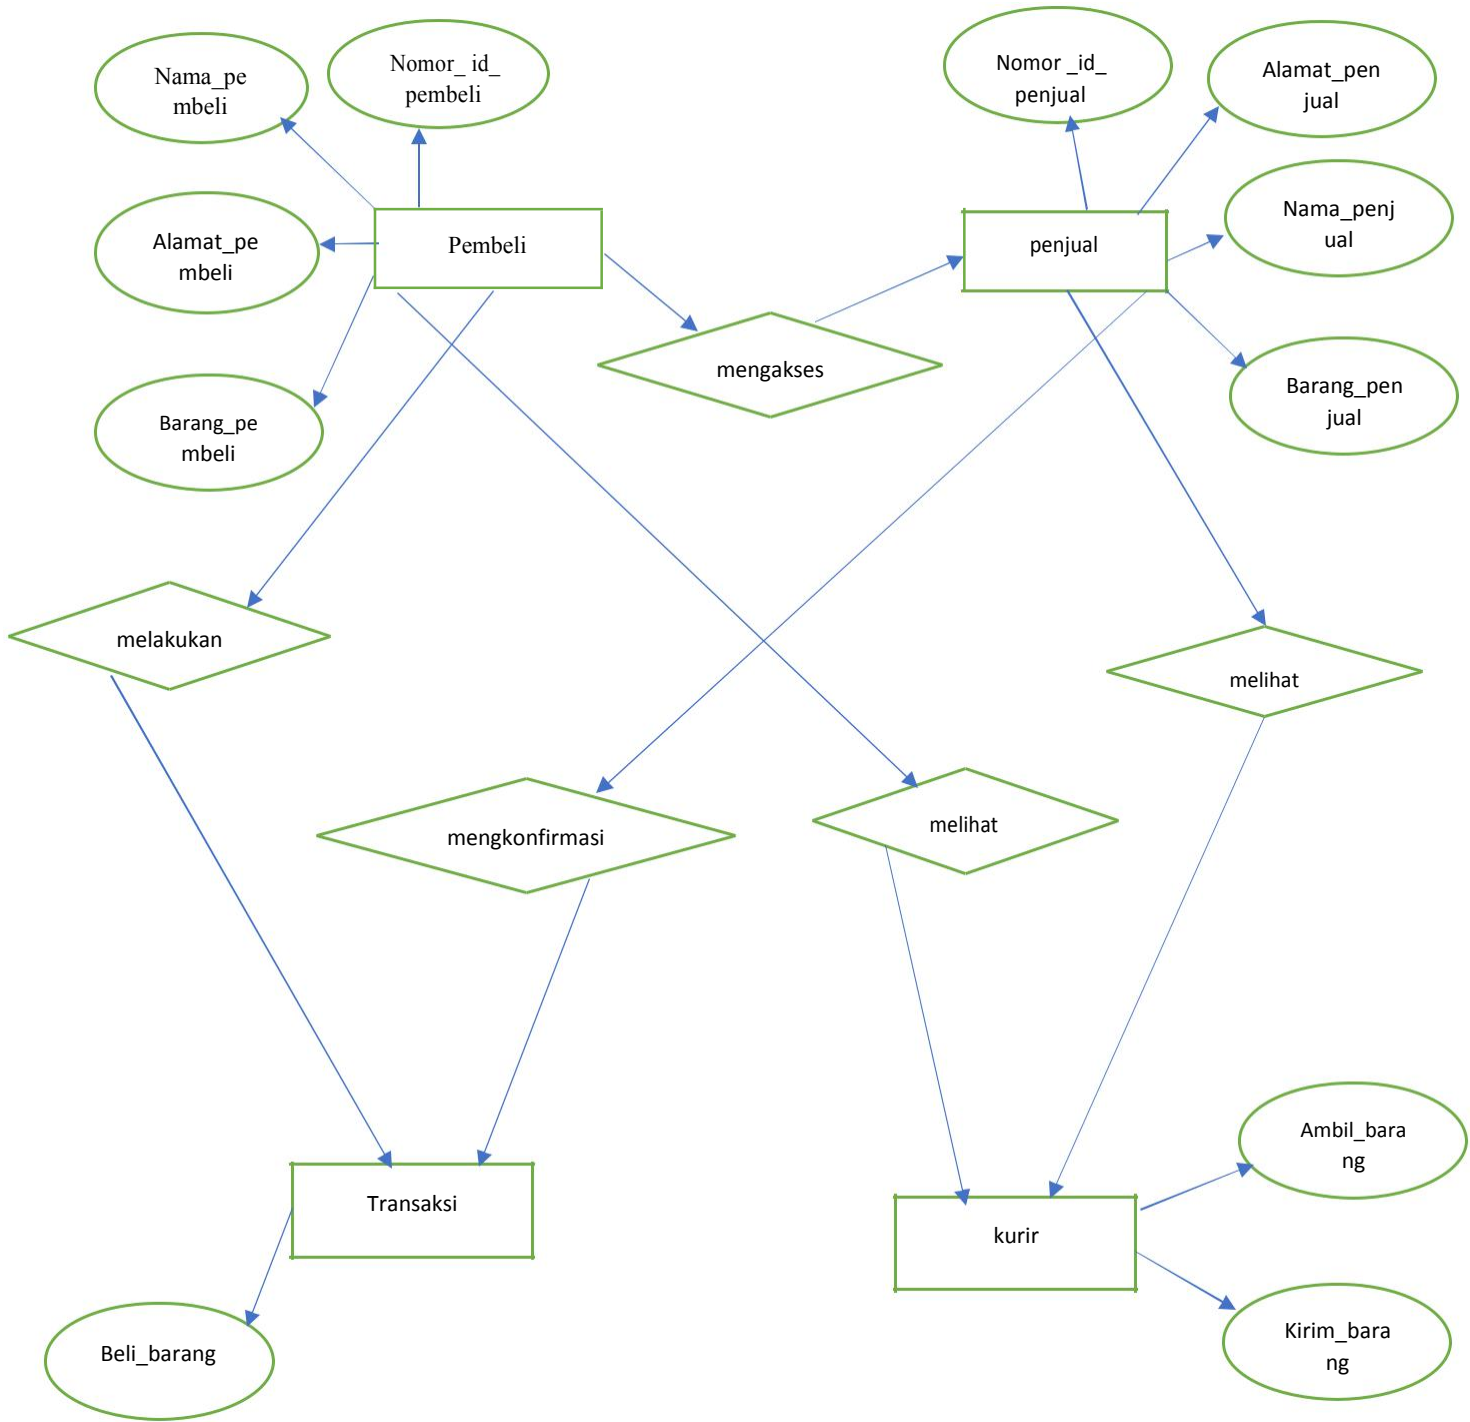 Nama_pe
mbeli
Nomor_ id_
pembeli
Nomor _id_
penjual
Alamat_pen
jual
Alamat_pe
mbeli
Pembeli
penjual
Nama_penj
ual
mengakses
Barang_pe
mbeli
Barang_pen
jual
melakukan
melihat
mengkonfirmasi
melihat
Transaksi
kurir
Ambil_bara
ng
Beli_barang
Kirim_bara
ng